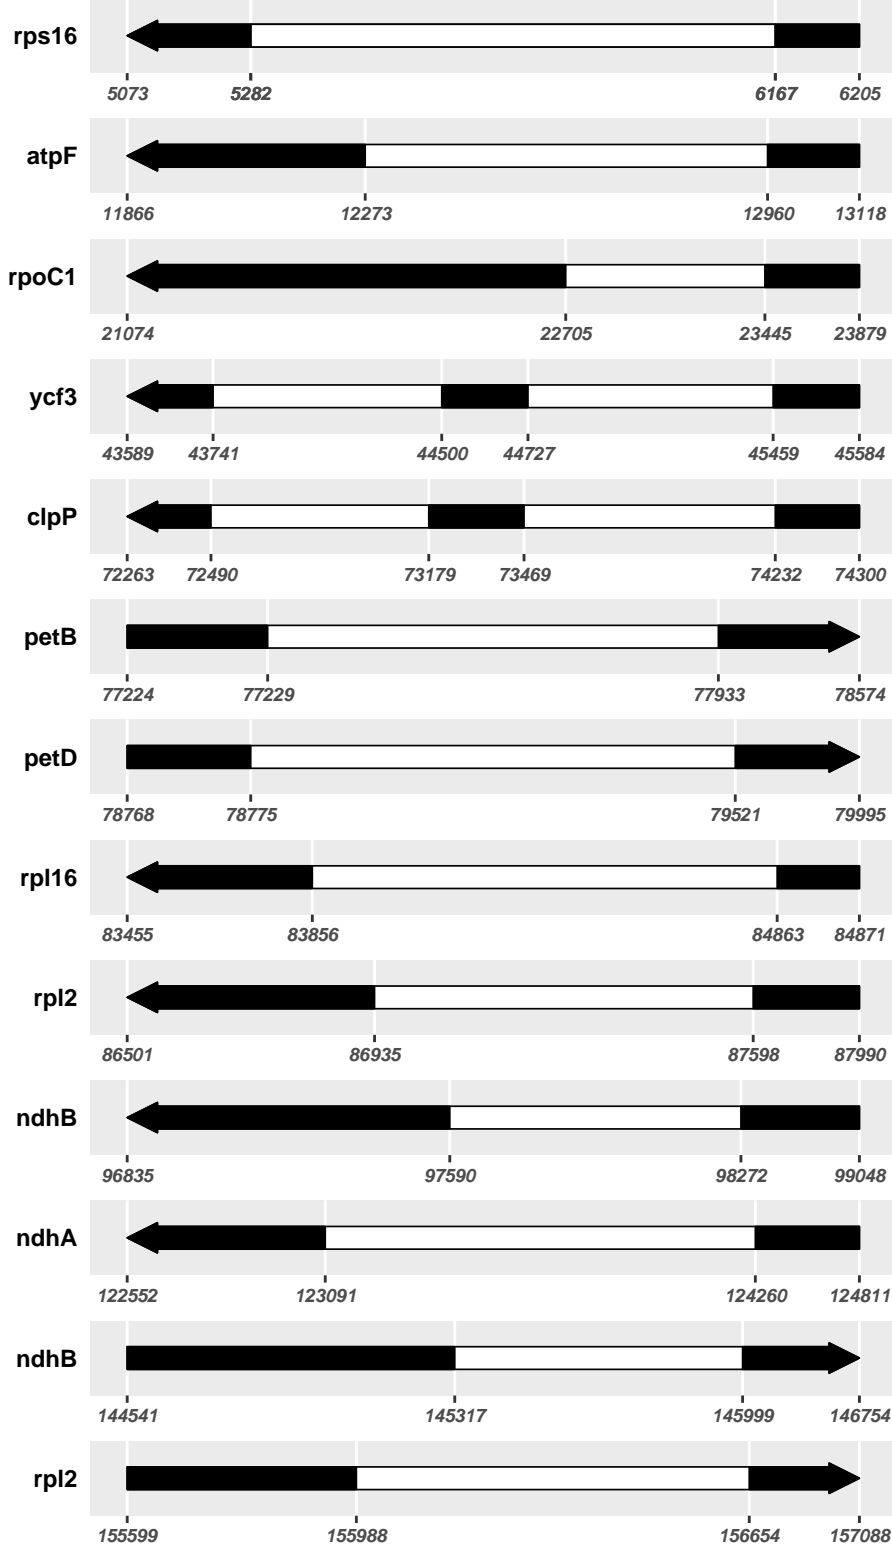 rps16
5073 5282 6167 6205
atpF
11866 12273 12960 13118
rpoC1
21074 22705 23445 23879
ycf3
43589 43741 44500 44727 45459 45584
clpP
72263 72490 73179 73469 74232 74300
petB
77224 77229 77933 78574
petD
78768 78775 79521 79995
rpl16
83455 83856 84863 84871
rpl2
86501 86935 87598 87990
ndhB
96835 97590 98272 99048
ndhA
122552 123091 124260 124811
ndhB
144541 145317 145999 146754
rpl2
155599 155988 156654 157088